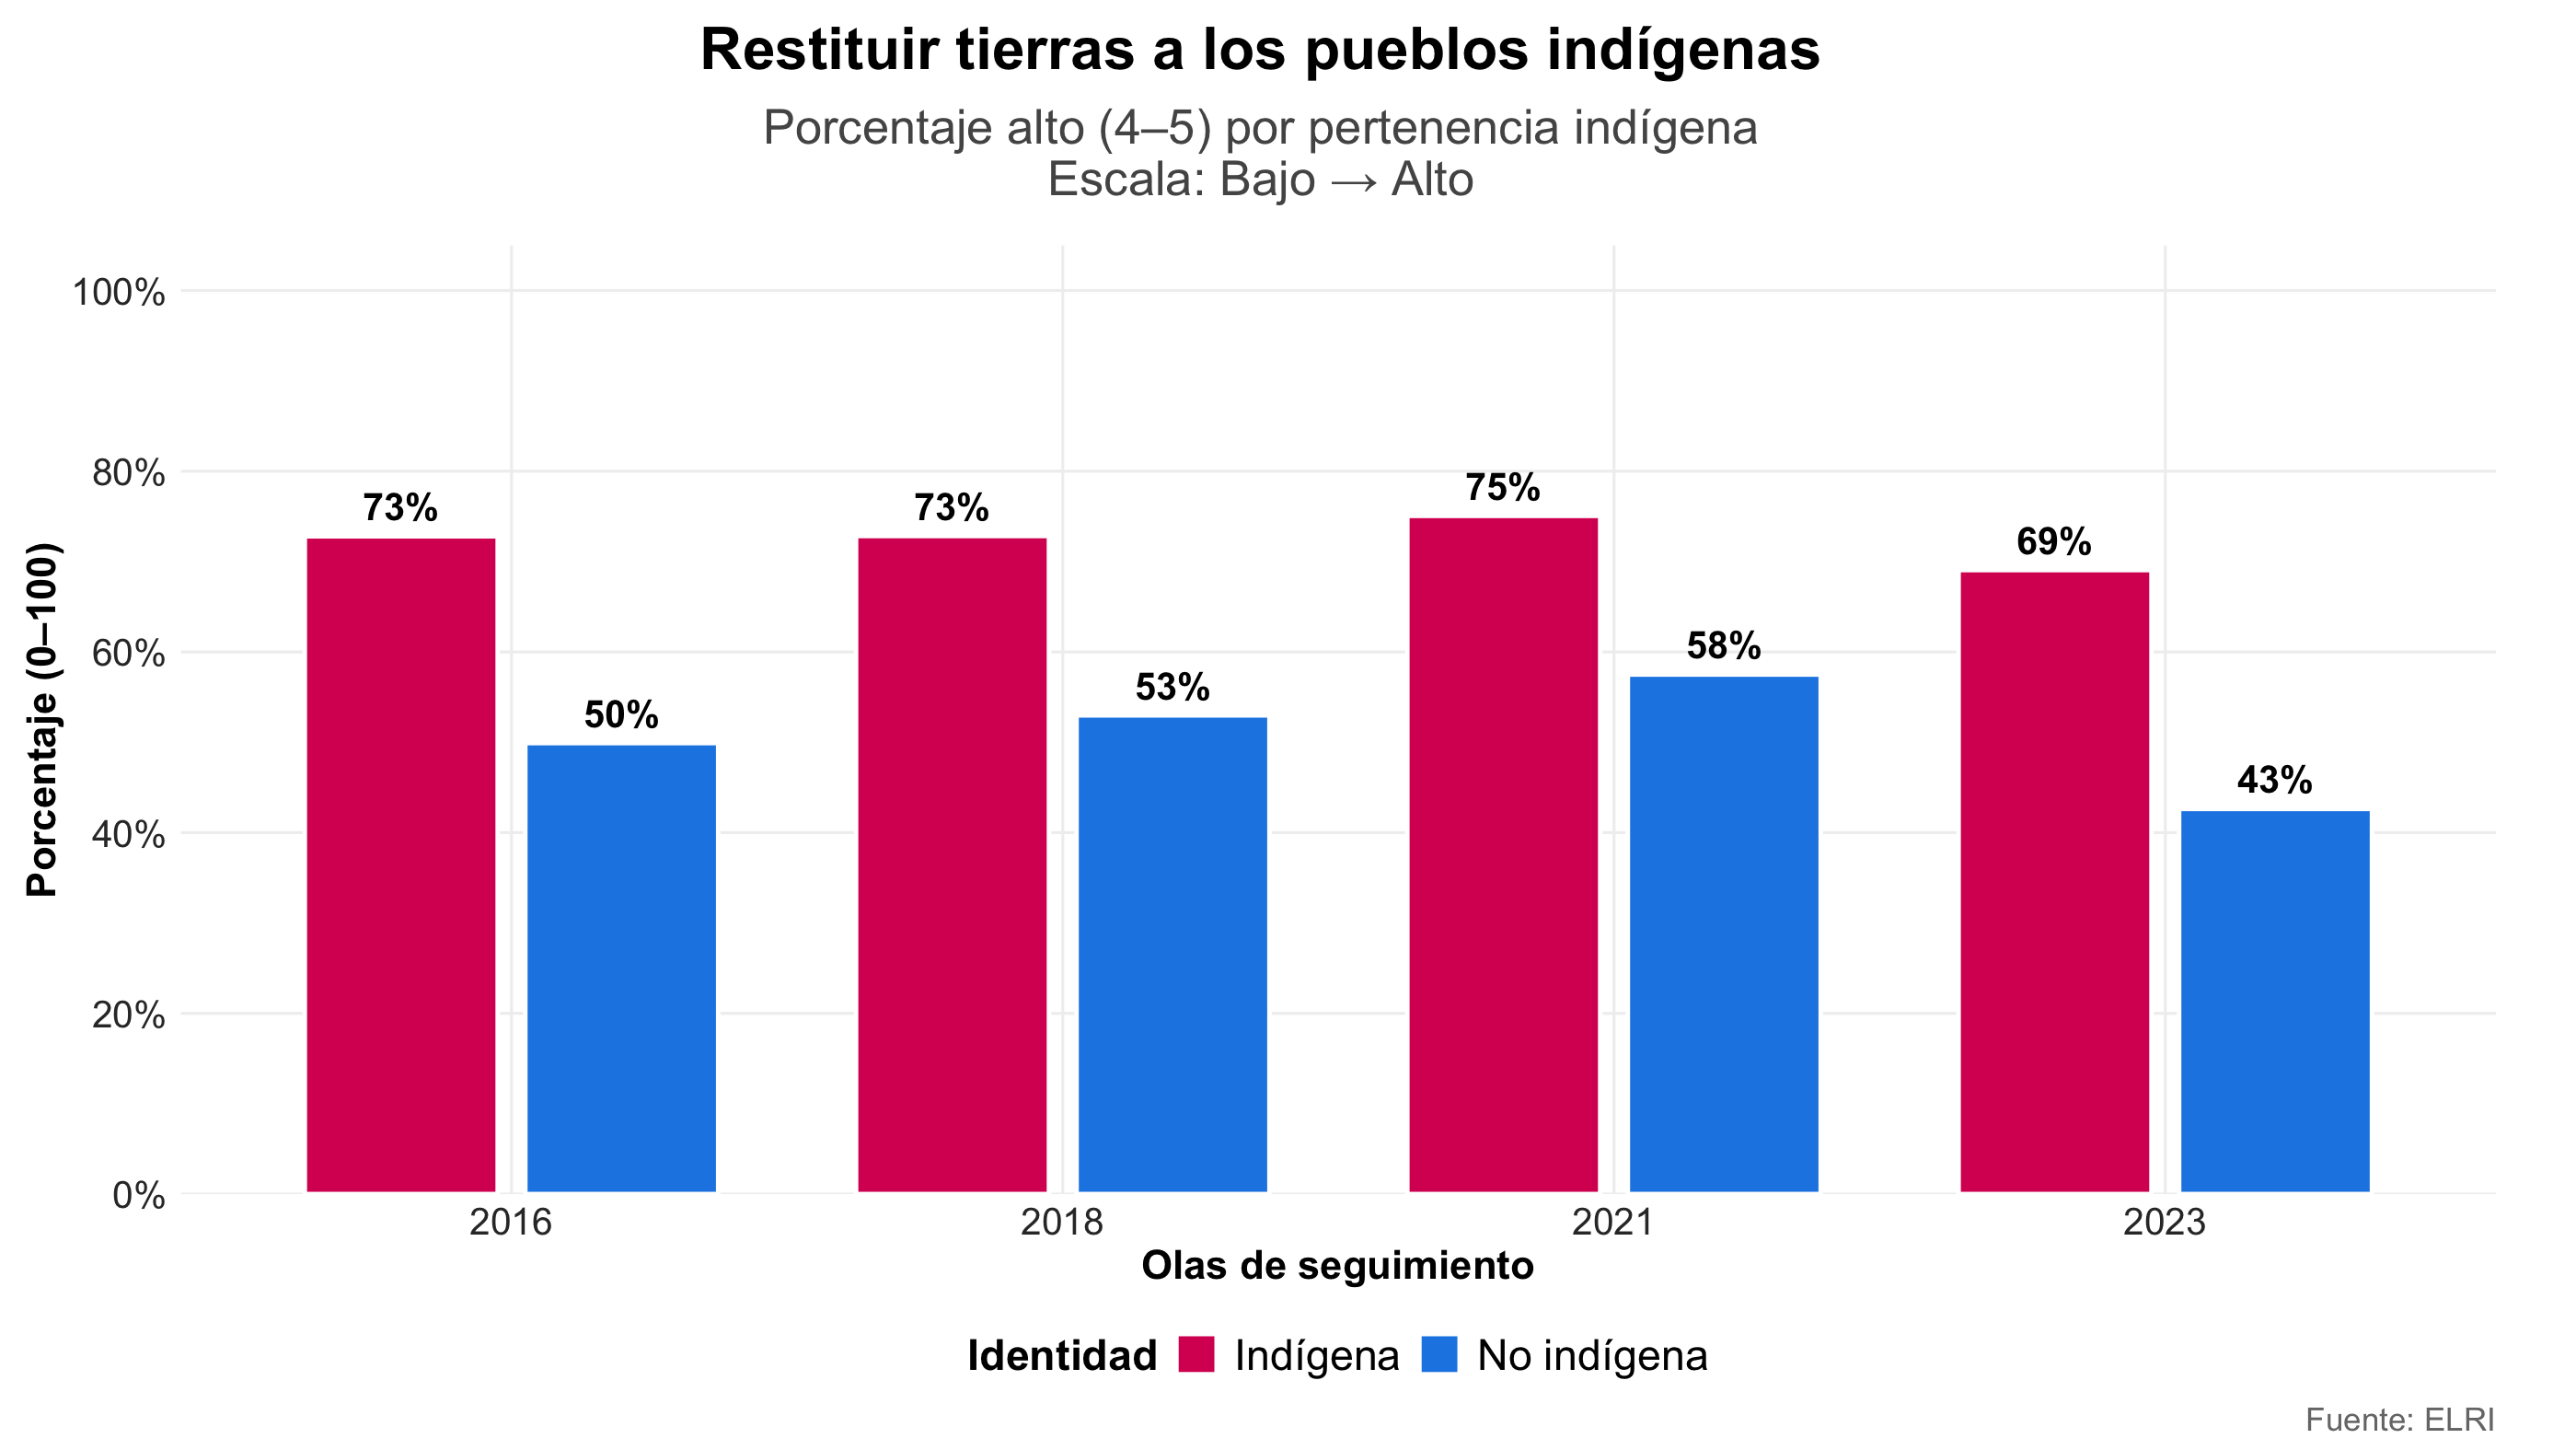 Restituir tierras a los pueblos indígenas
Porcentaje alto (4–5) por pertenencia indígena
Escala: Bajo → Alto
Porcentaje (0–100)
100%
80%
60%
40%
20%
0%
73%
50%
73%
53%
75%
58%
69%
43%
2016
2018
2021
2023
Olas de seguimiento
Identidad Indígena No indígena
Fuente: ELRI